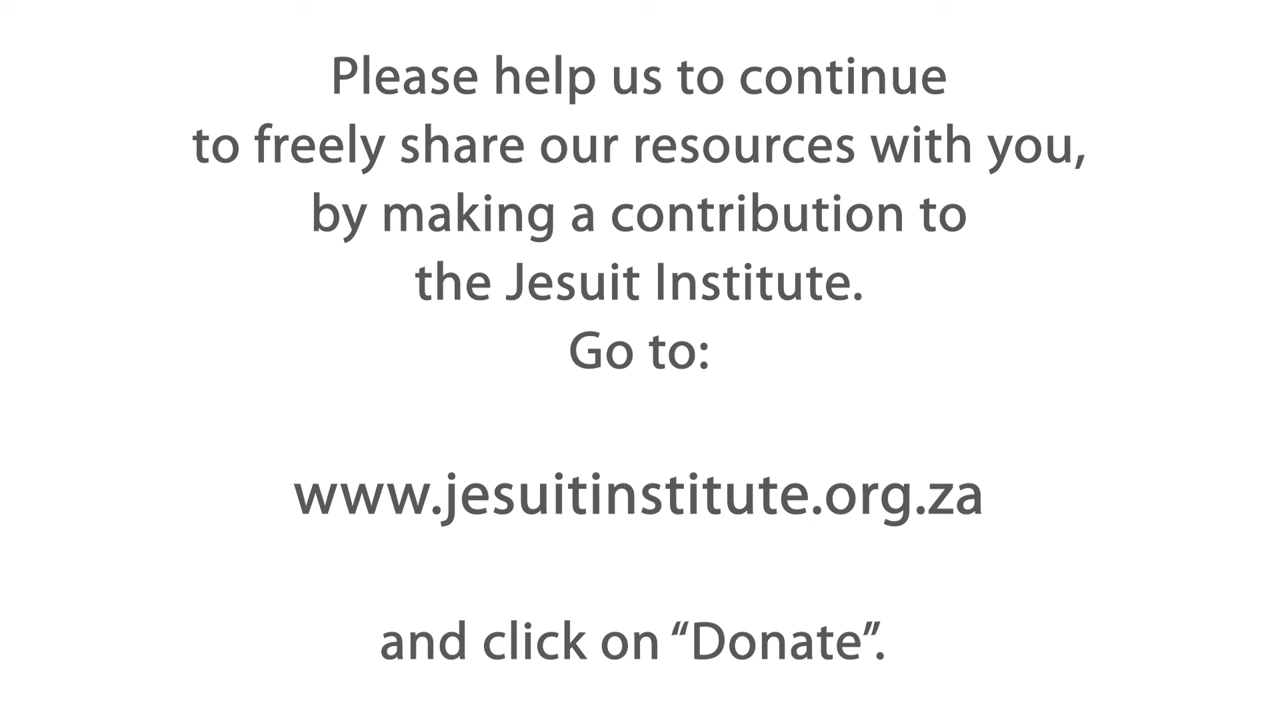 Please help us to continue
to freely share our resources with you,
by making a contribution to
the Jesuit Institute.
Go to:
www.jesuitinstitute.org.za
and click on “Donate”.